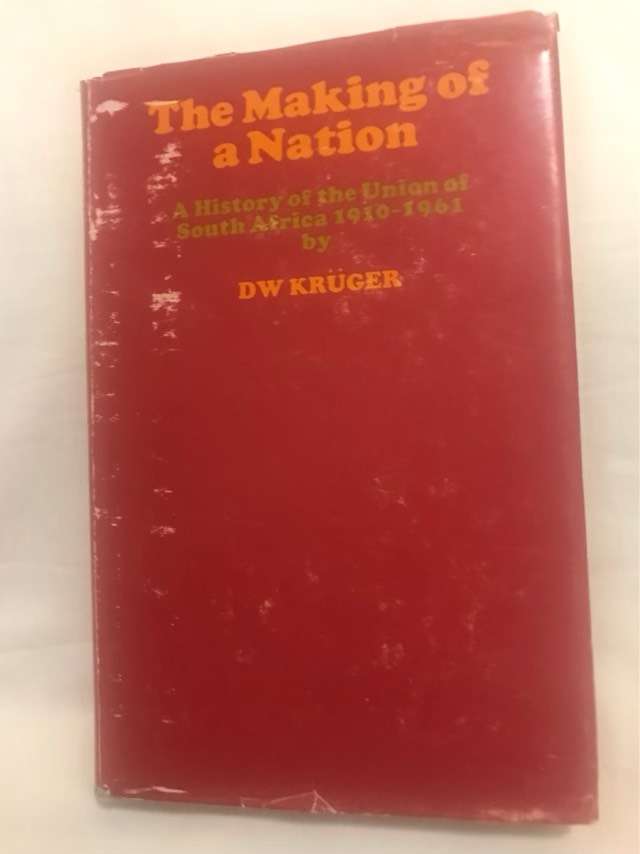 The Making of
a Nation
A History of the Union of
South Africa 1910-1961
by
DW KRÜGER